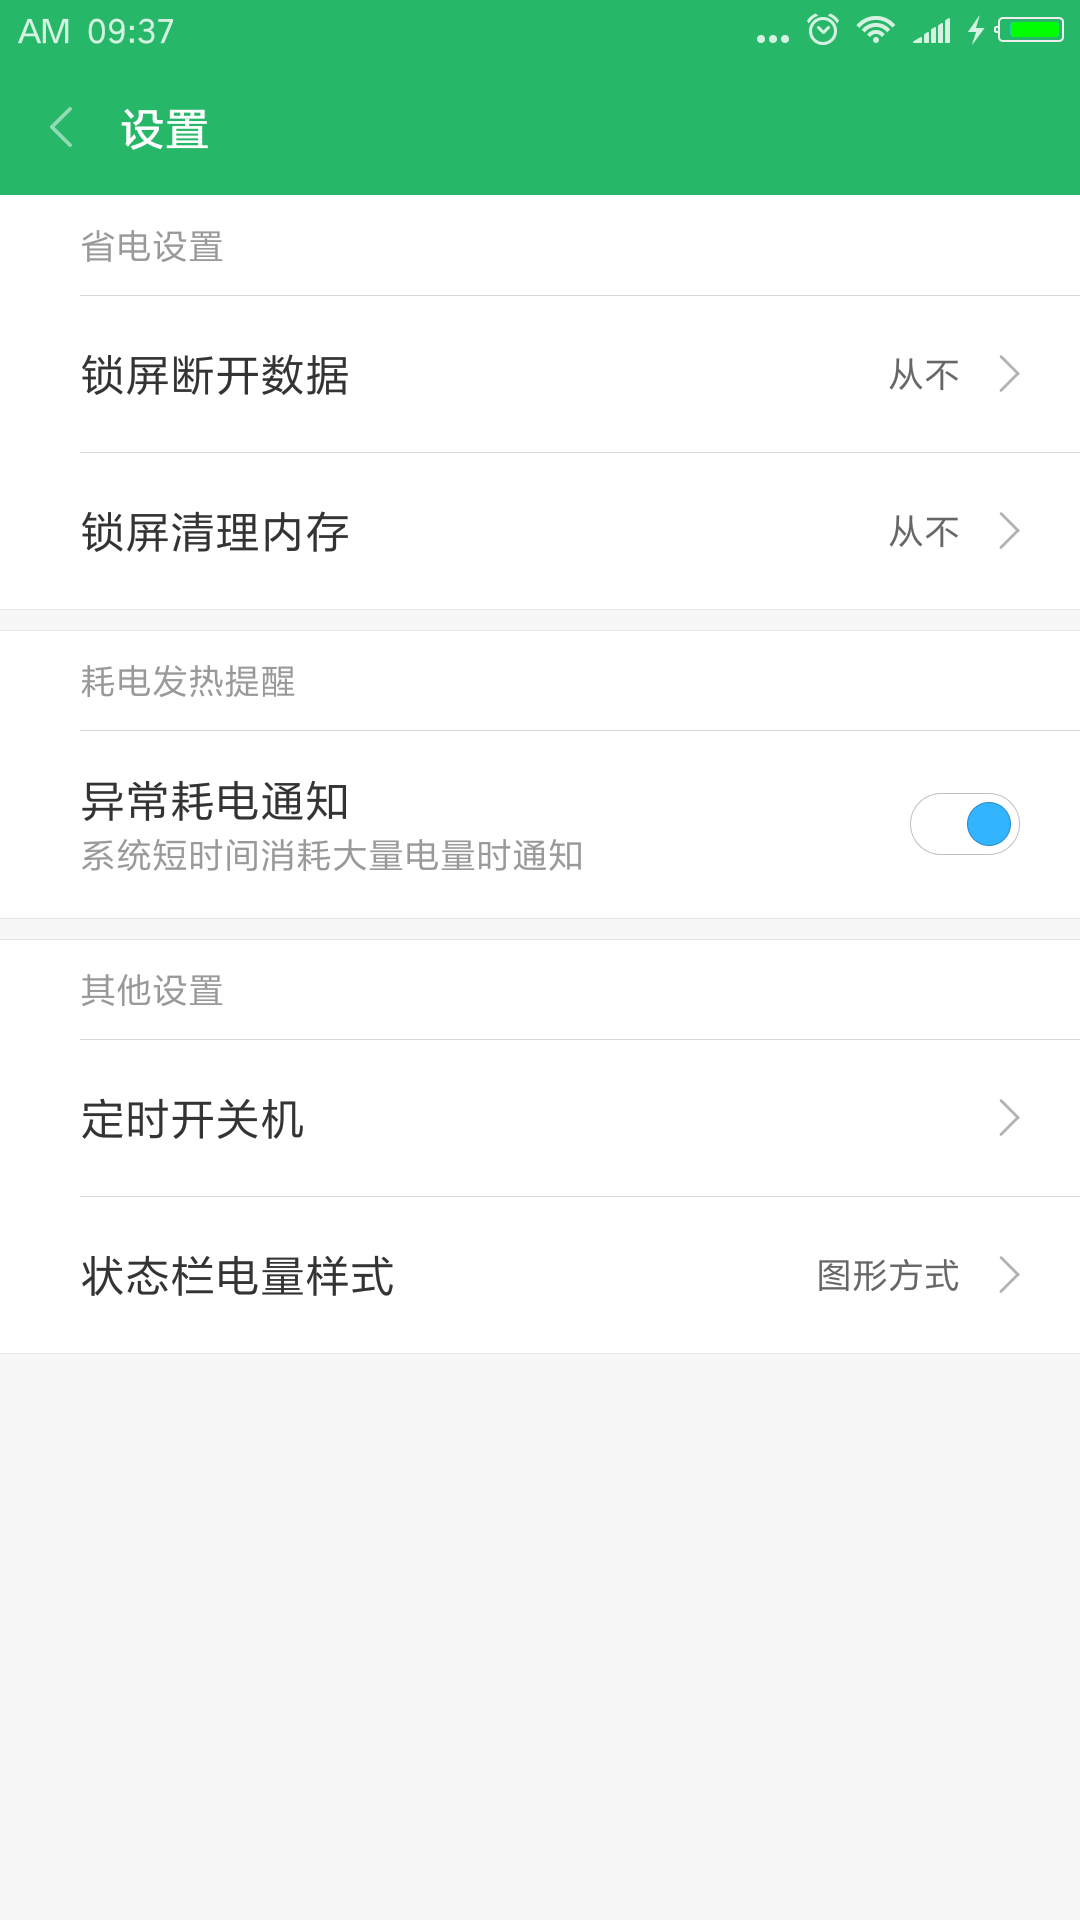 AM 09:37
设置
省电设置
锁屏断开数据 从不
锁屏清理内存 从不
耗电发热提醒
异常耗电通知
系统短时间消耗大量电量时通知
其他设置
定时开关机
状态栏电量样式 图形方式